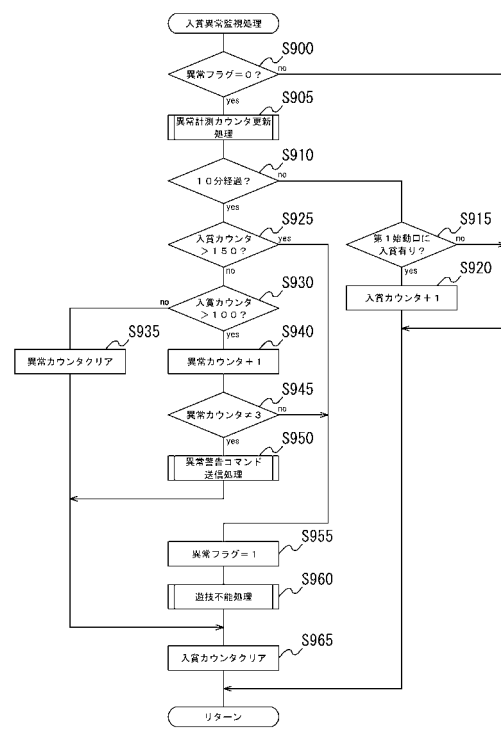 入賞異常監視処理
S900
異常フラグ=0?
no
yes
S905
異常計測カウンタ更新
処理
S910
10分経過?
no
yes
S925
入賞カウンタ
>150?
yes
no
S915
第1始動口に
入賞有り?
no
yes
S920
入賞カウンタ+1
S930
入賞カウンタ
>100?
no
yes
S935
異常カウンタクリア
S940
異常カウンタ+1
S945
異常カウンタ≠3
no
yes
S950
異常警告コマンド
送信処理
S955
異常フラグ=1
S960
遊技不能処理
S965
入賞カウンタクリア
リターン